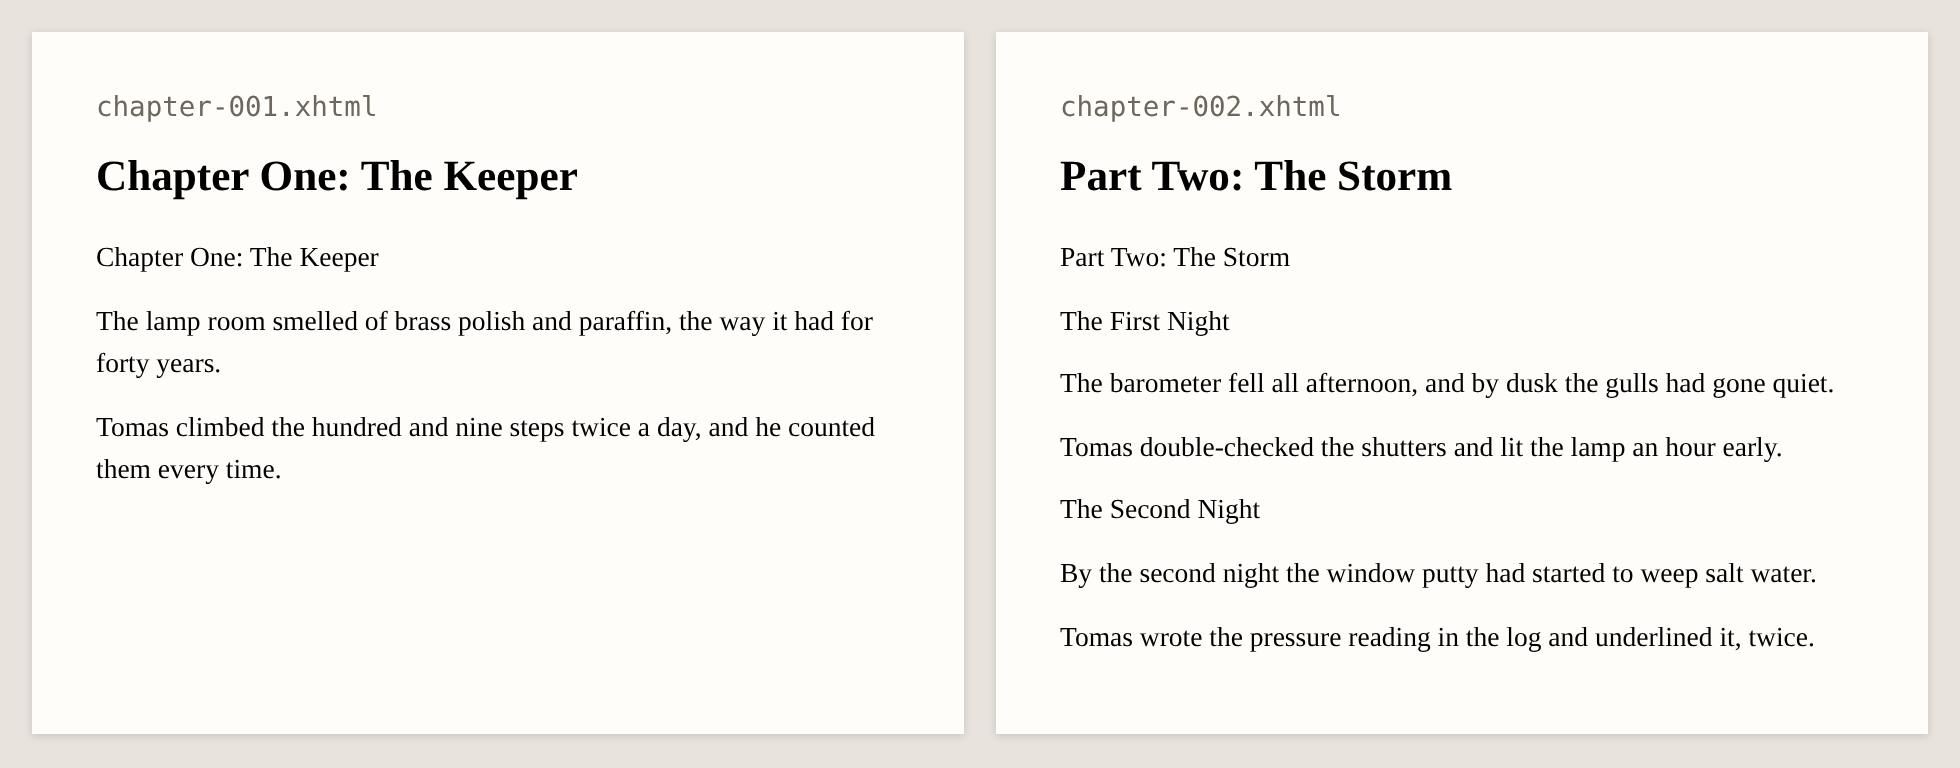 chapter-001.xhtml
Chapter One: The Keeper
Chapter One: The Keeper
The lamp room smelled of brass polish and paraffin, the way it had for
forty years.
Tomas climbed the hundred and nine steps twice a day, and he counted
them every time.
chapter-002.xhtml
Part Two: The Storm
Part Two: The Storm
The First Night
The barometer fell all afternoon, and by dusk the gulls had gone quiet.
Tomas double-checked the shutters and lit the lamp an hour early.
The Second Night
By the second night the window putty had started to weep salt water.
Tomas wrote the pressure reading in the log and underlined it, twice.